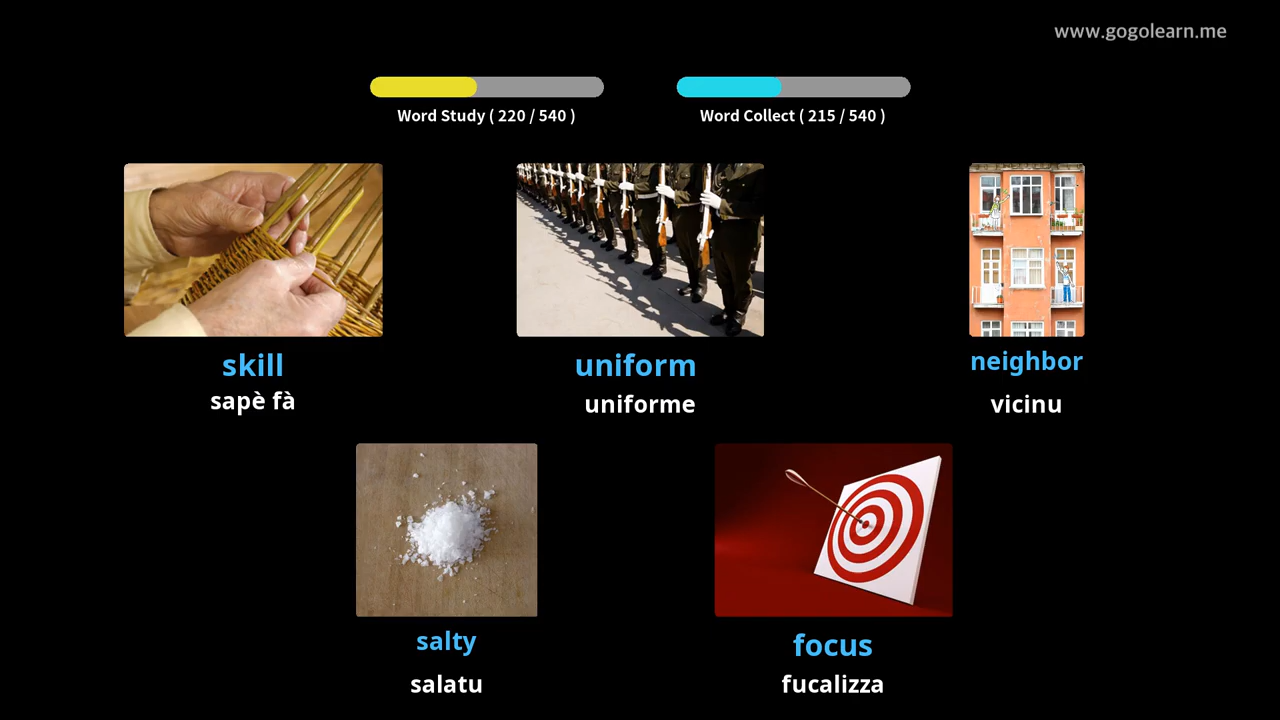 www.gogolearn.me
Word Study ( 220 / 540 )
Word Collect ( 215 / 540 )
skill
sapè fà
uniform
uniforme
neighbor
vicinu
salty
salatu
focus
fucalizza